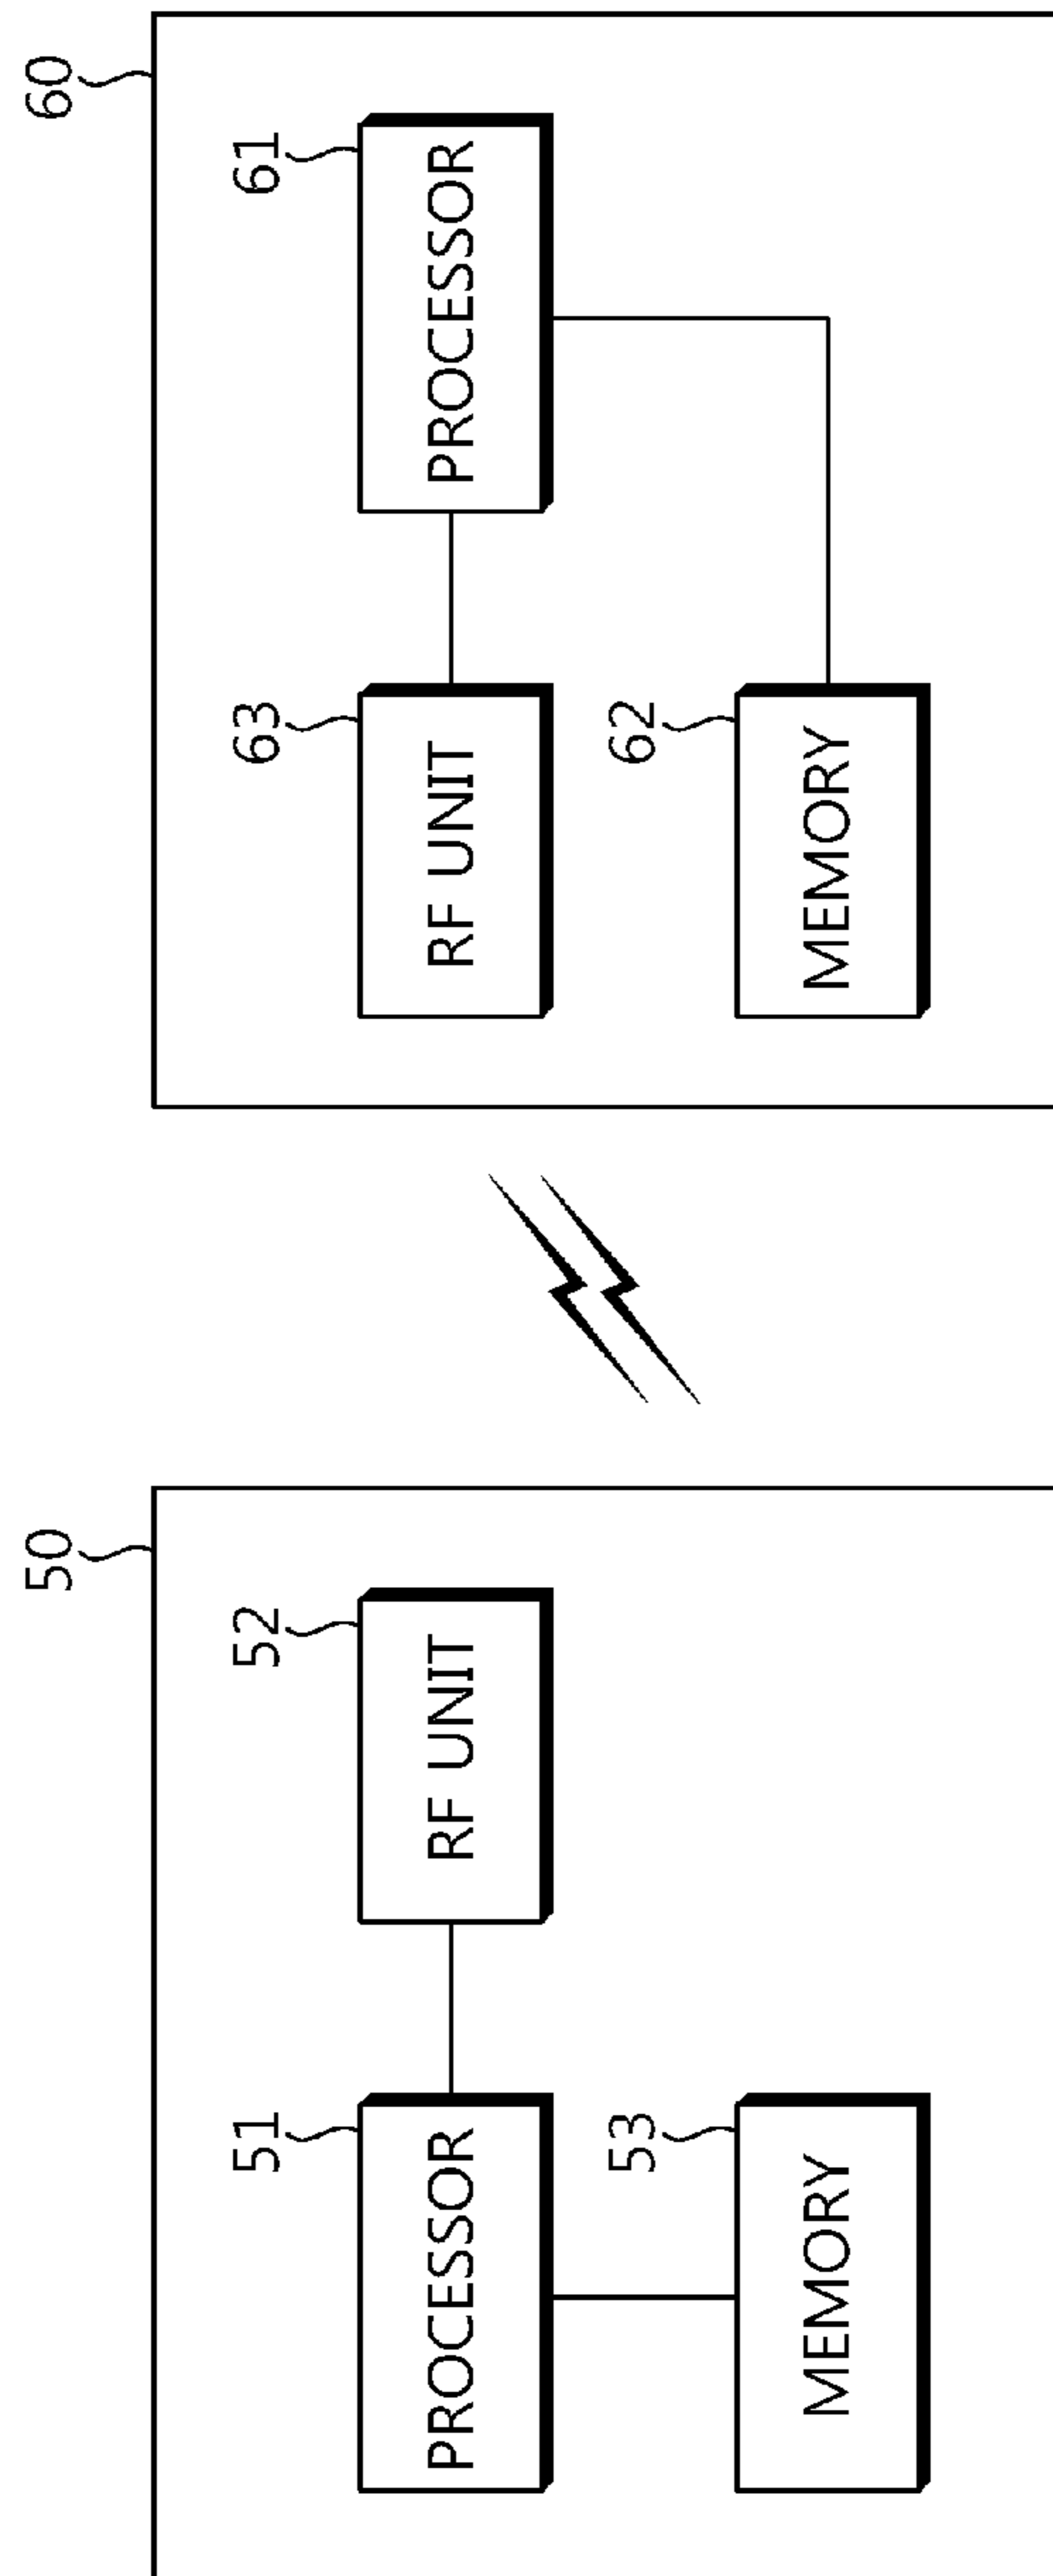 50
51
PROCESSOR
52
RF UNIT
53
MEMORY
60
63
RF UNIT
61
PROCESSOR
62
MEMORY